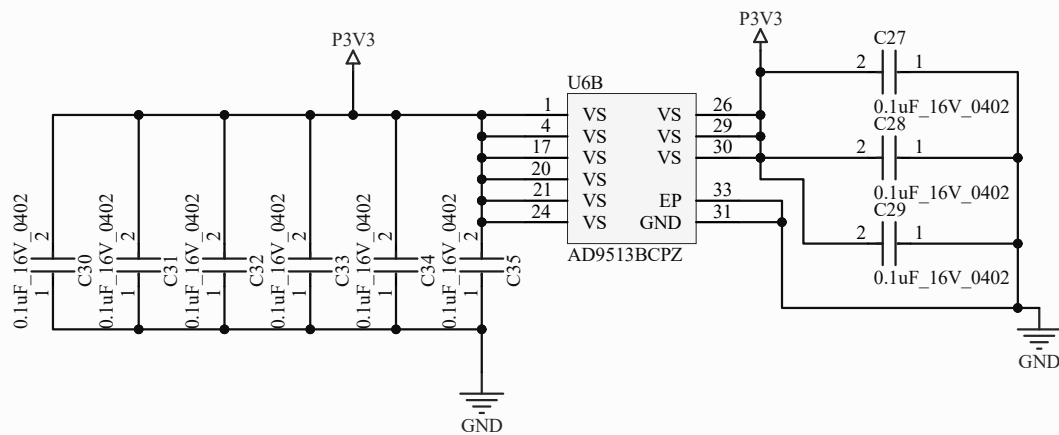 P3V3
P3V3
C27
2 1
0.1uF_16V_0402
C28
2 1
0.1uF_16V_0402
C29
2 1
0.1uF_16V_0402
U6B
1 VS VS 26
4 VS VS 29
17 VS VS 30
20 VS
21 VS EP 33
24 VS GND 31
AD9513BCPZ
0.1uF_16V_0402
1 2
C30
0.1uF_16V_0402
1 2
C31
0.1uF_16V_0402
1 2
C32
0.1uF_16V_0402
1 2
C33
0.1uF_16V_0402
1 2
C34
0.1uF_16V_0402
1 2
C35
GND
GND